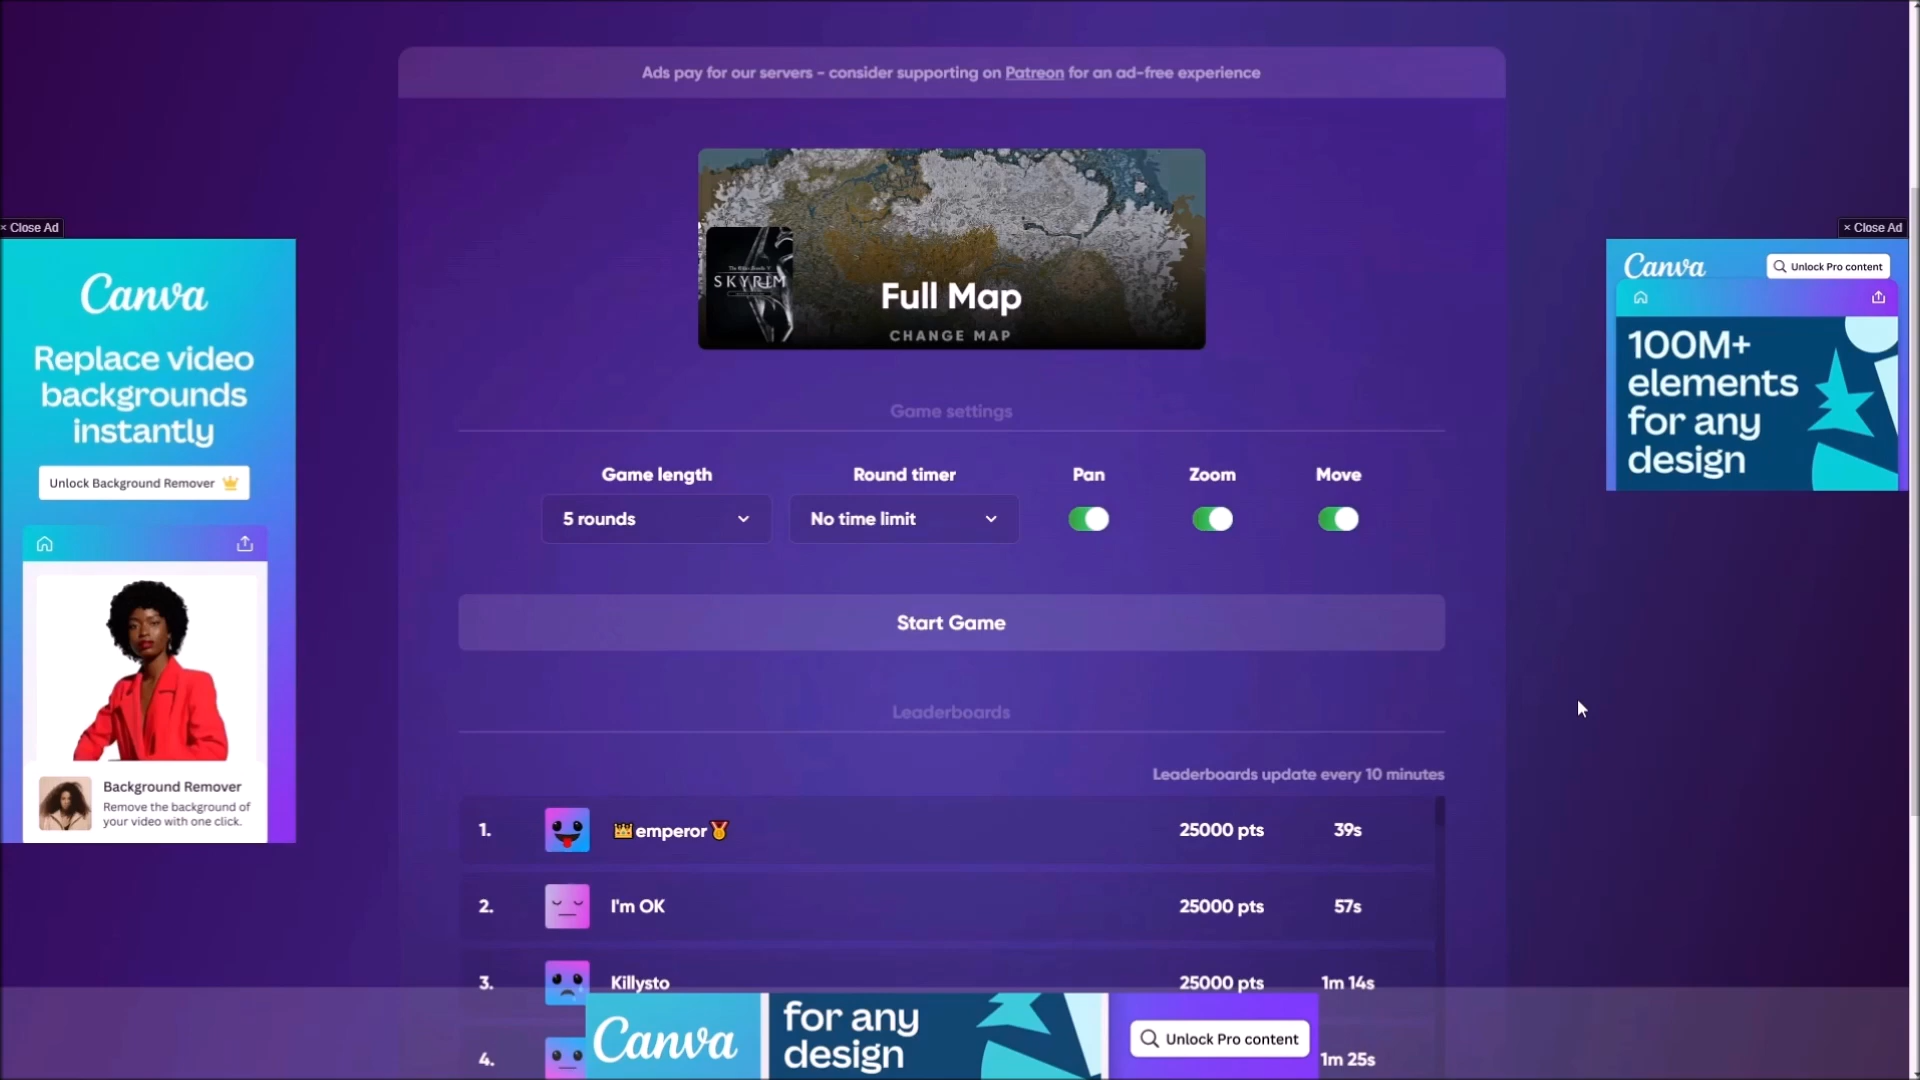 Ads pay for our servers - consider supporting on Patreon for an ad-free experience
SKYRIM
Full Map
CHANGE MAP
× Close Ad
Canva
Replace video
backgrounds
instantly
Unlock Background Remover
Background Remover
Remove the background of
your video with one click.
× Close Ad
Canva
Unlock Pro content
100M+
elements
for any
design
Game settings
Game length
Round timer
Pan
Zoom
Move
5 rounds
No time limit
Start Game
Leaderboards
Leaderboards update every 10 minutes
1. 👑emperor🏅 25000 pts 39s
2. I'm OK 25000 pts 57s
3. Killysto 25000 pts 1m 14s
4. 1m 25s
Canva
for any
design
Unlock Pro content